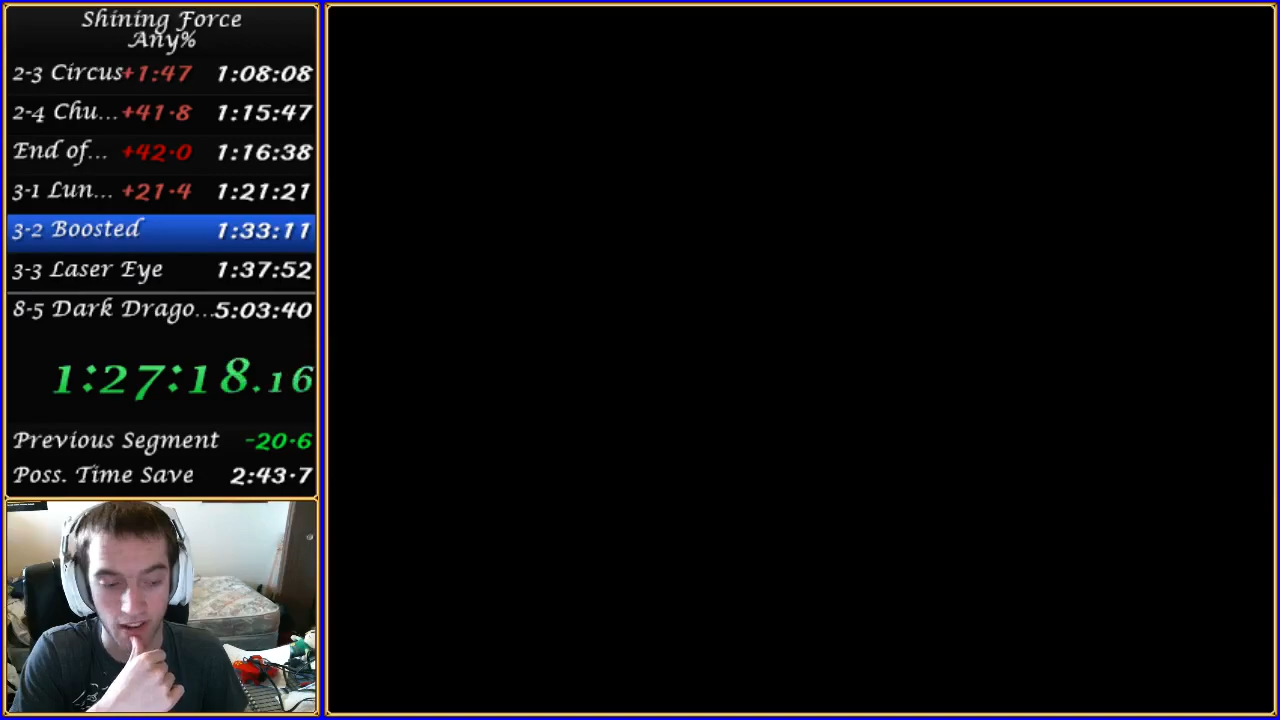 Shining Force
Any%
2-3 Circus +1:47 1:08:08
2-4 Chu... +41.8 1:15:47
End of... +42.0 1:16:38
3-1 Lun... +21.4 1:21:21
3-2 Boosted 1:33:11
3-3 Laser Eye 1:37:52
8-5 Dark Drago... 5:03:40
1:27:18.16
Previous Segment -20.6
Poss. Time Save 2:43.7